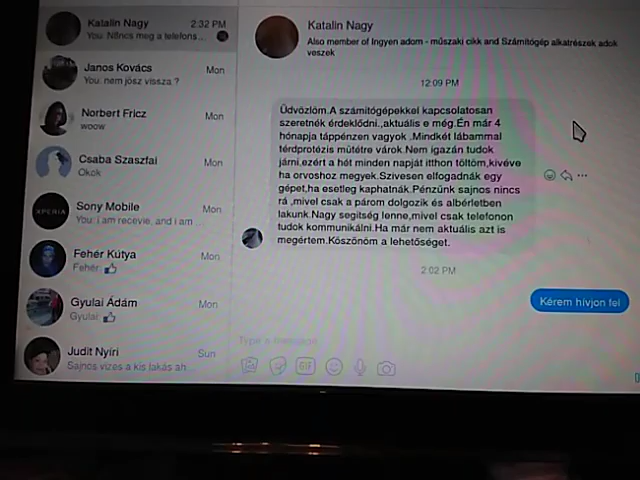 Katalin Nagy
2:32 PM
You: Nincs meg a telefons...
Janos Kovács
Mon
You: nem jösz vissza ?
Norbert Fricz
Mon
woow
Csaba Szaszfai
Mon
Okok
XPERIA
Sony Mobile
Mon
You: i am recevie, and i am ...
Fehér Kútya
Mon
Fehér:
Gyulai Ádám
Mon
Gyulai:
Judit Nyiri
Sun
Sajnos vizes a kis lakás ah...
Katalin Nagy
Also member of Ingyen adom - műszaki cikk and Számítógép alkatrészek adok
veszek
12:09 PM
Üdvözlöm.A számítógépekkel kapcsolatosan
szeretnék érdeklődni.,aktuális e még.Én már 4
hónapja táppénzen vagyok .Mindkét lábammal
térdprotézis műtétre várok.Nem igazán tudok
járni,ezért a hét minden napját itthon töltöm,kivéve
ha orvoshoz megyek.Szivesen elfogadnák egy
gépet,ha esetleg kaphatnák.Pénzünk sajnos nincs
rá ,mivel csak a párom dolgozik és albérletben
lakunk.Nagy segitség lenne,mivel csak telefonon
tudok kommunikálni.Ha már nem aktuális azt is
megértem.Köszönöm a lehetőséget.
2:02 PM
Kérem hívjon fel
Type a message...
GIF